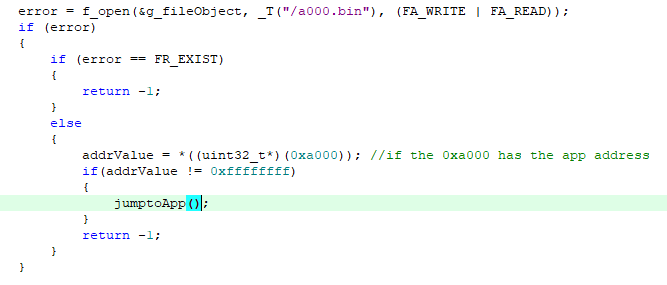 error = f_open(&g_fileObject, _T("/a000.bin"), (FA_WRITE | FA_READ));
if (error)
{
if (error == FR_EXIST)
{
return -1;
}
else
{
addrValue = *((uint32_t*)(0xa000)); //if the 0xa000 has the app address
if(addrValue != 0xffffffff)
{
jumptoApp();
}
return -1;
}
}